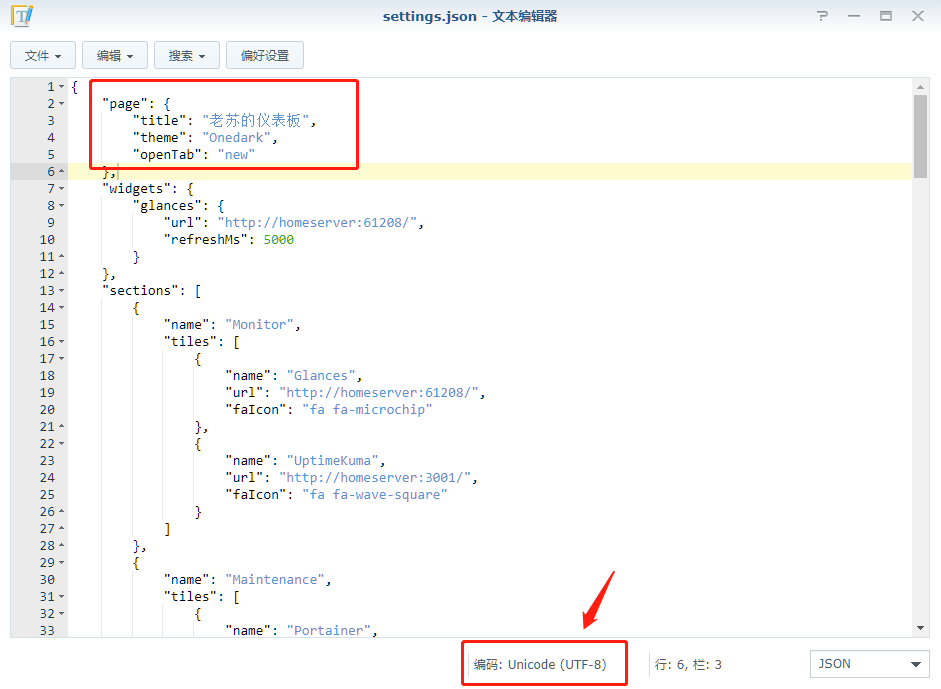 settings.json - 文本编辑器
文件 编辑 搜索 偏好设置
1 {
2 "page": {
3 "title": "老苏的仪表板",
4 "theme": "Onedark",
5 "openTab": "new"
6 },
7 "widgets": {
8 "glances": {
9 "url": "http://homeserver:61208/",
10 "refreshMs": 5000
11 }
12 },
13 "sections": [
14 {
15 "name": "Monitor",
16 "tiles": [
17 {
18 "name": "Glances",
19 "url": "http://homeserver:61208/",
20 "faIcon": "fa fa-microchip"
21 },
22 {
23 "name": "UptimeKuma",
24 "url": "http://homeserver:3001/",
25 "faIcon": "fa fa-wave-square"
26 }
27 ]
28 },
29 {
30 "name": "Maintenance",
31 "tiles": [
32 {
33 "name": "Portainer",
编码: Unicode (UTF-8) 行: 6, 栏: 3 JSON